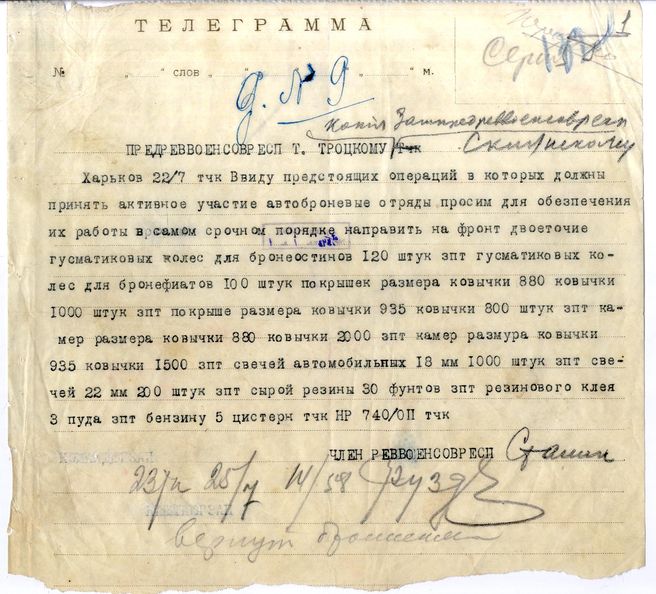 1
ТЕЛЕГРАММА
№ „ „ слов „ „ „ м.
Д. № 9
копия Зампредреввоенсовресп
ПРЕДРЕВВОЕНСОВРЕСП Т. ТРОЦКОМУ тчк Склянскому
Харьков 22/7 тчк Ввиду предстоящих операций в которых должны
принять активное участие автоброневые отряды просим для обеспечения
их работы в самом срочном порядке направить на фронт двоеточие
гусматиковых колес для бронеостинов 120 штук зпт гусматиковых ко-
лес для бронефиатов 100 штук покрышек размера ковычки 880 ковычки
1000 штук зпт покрыше размера ковычки 935 ковычки 800 штук зпт ка-
мер размера ковычки 880 ковычки 2000 зпт камер размура ковычки
935 ковычки 1500 зпт свечей автомобильных 18 мм 1000 штук зпт све-
чей 22 мм 200 штук зпт сырой резины 30 фунтов зпт резинового клея
3 пуда зпт бензину 5 цистерн тчк НР 740/ОП тчк
ЧЛЕН РЕВВОЕНСОВРЕСП Сталин
25/7